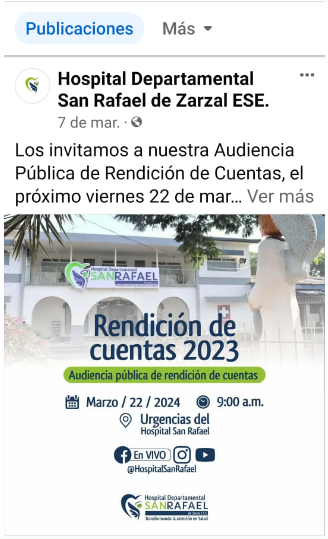 Publicaciones
Más
Hospital Departamental
San Rafael de Zarzal ESE.
7 de mar.
Los invitamos a nuestra Audiencia
Pública de Rendición de Cuentas, el
próximo viernes 22 de mar... Ver más
Hospital Departamental
SANRAFAEL
Rendición de
cuentas 2023
Audiencia pública de rendición de cuentas
Marzo / 22 / 2024 9:00 a.m.
Urgencias del
Hospital San Rafael
En VIVO
@HospitalSanRafael
Hospital Departamental
SANRAFAEL
Transformando la atención en Salud